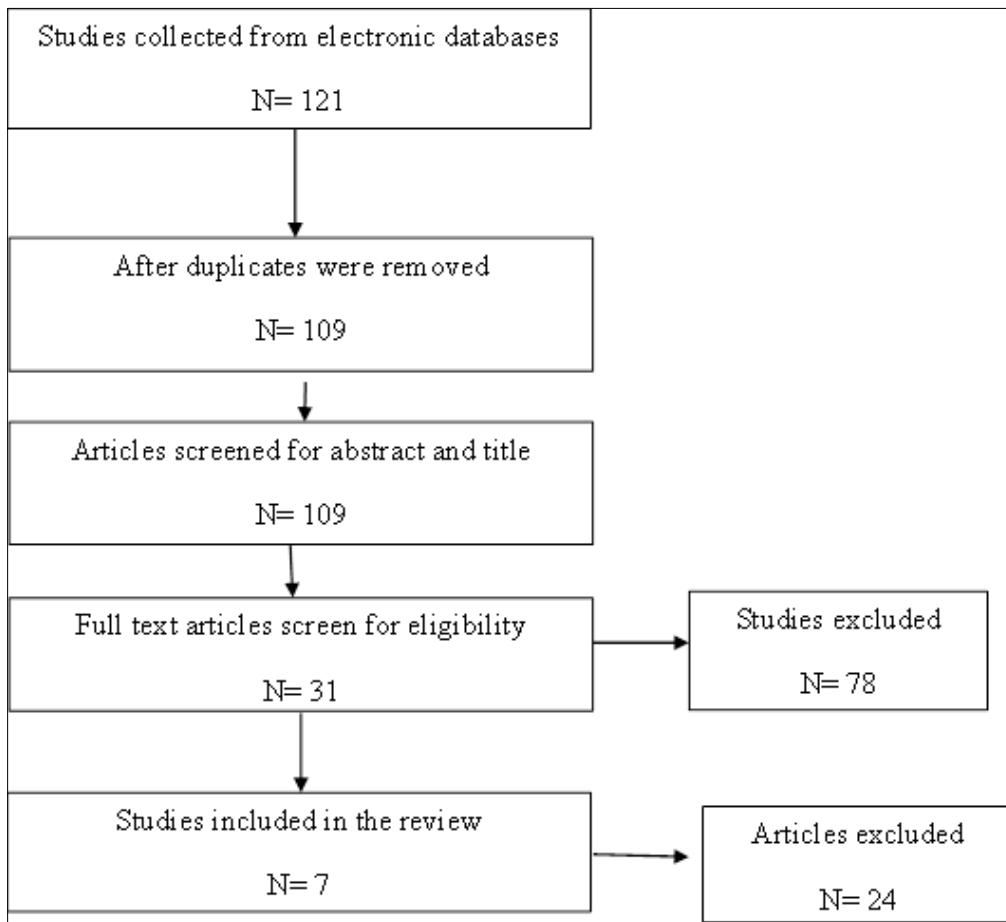 Studies collected from electronic databases
N= 121
After duplicates were removed
N= 109
Articles screened for abstract and title
N= 109
Full text articles screen for eligibility
N= 31
Studies excluded
N= 78
Studies included in the review
N= 7
Articles excluded
N= 24